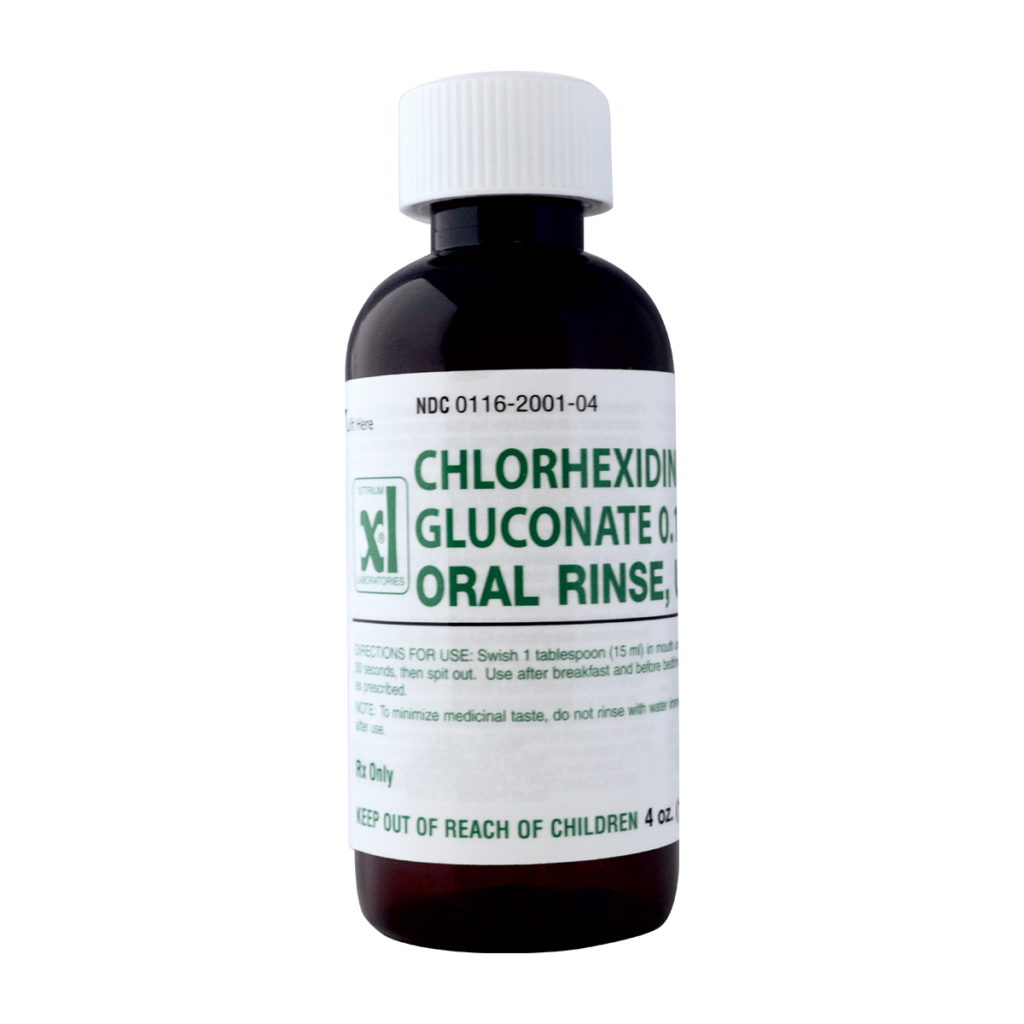 NDC 0116-2001-04
Lift Here
CHLORHEXIDIN
XTTRIUM
x-l
®
LABORATORIES
GLUCONATE 0.1
ORAL RINSE, U
DIRECTIONS FOR USE: Swish 1 tablespoon (15 ml) in mouth
30 seconds, then spit out. Use after breakfast and before
as prescribed.
NOTE: To minimize medicinal taste, do not rinse with water
after use.
Rx Only
KEEP OUT OF REACH OF CHILDREN 4 oz. (